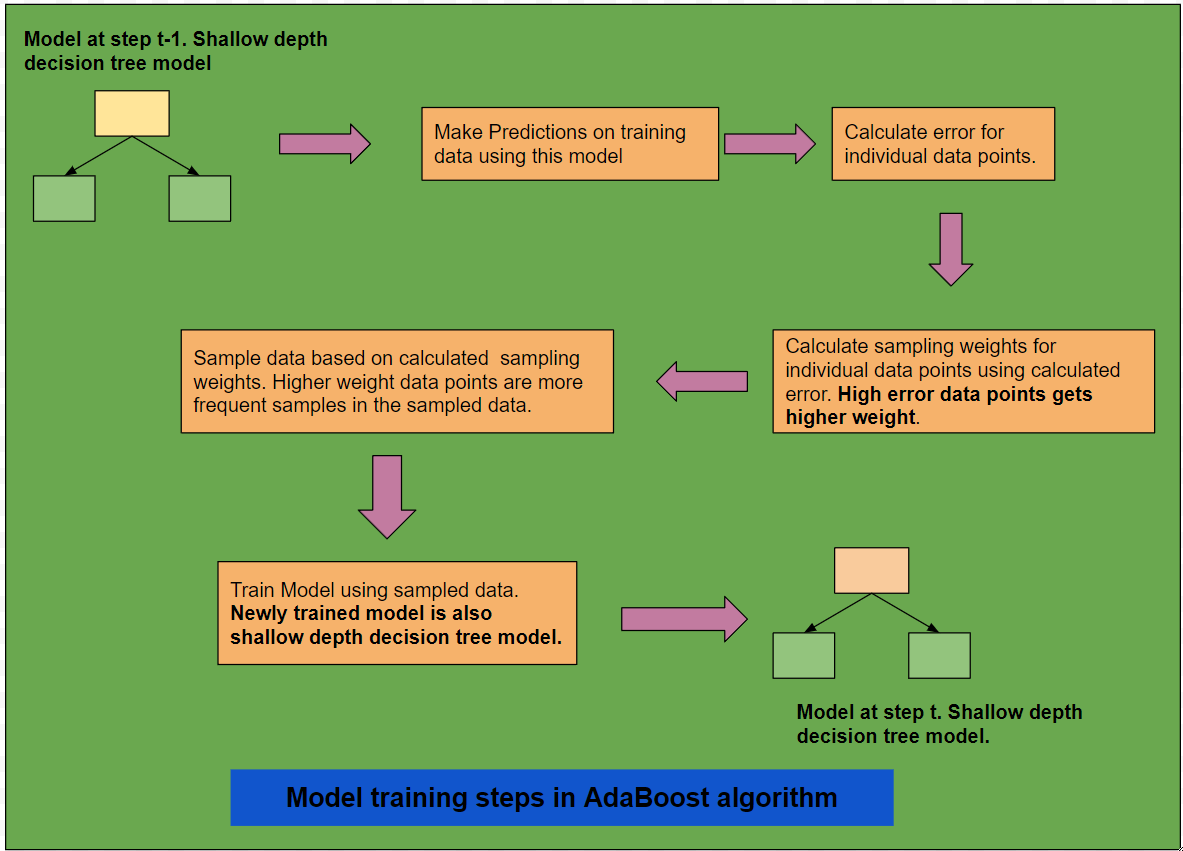 Model at step t-1. Shallow depth
decision tree model
Make Predictions on training
data using this model
Calculate error for
individual data points.
Calculate sampling weights for
individual data points using calculated
error. High error data points gets
higher weight.
Sample data based on calculated  sampling
weights. Higher weight data points are more
frequent samples in the sampled data.
Train Model using sampled data.
Newly trained model is also
shallow depth decision tree model.
Model at step t. Shallow depth
decision tree model.
Model training steps in AdaBoost algorithm